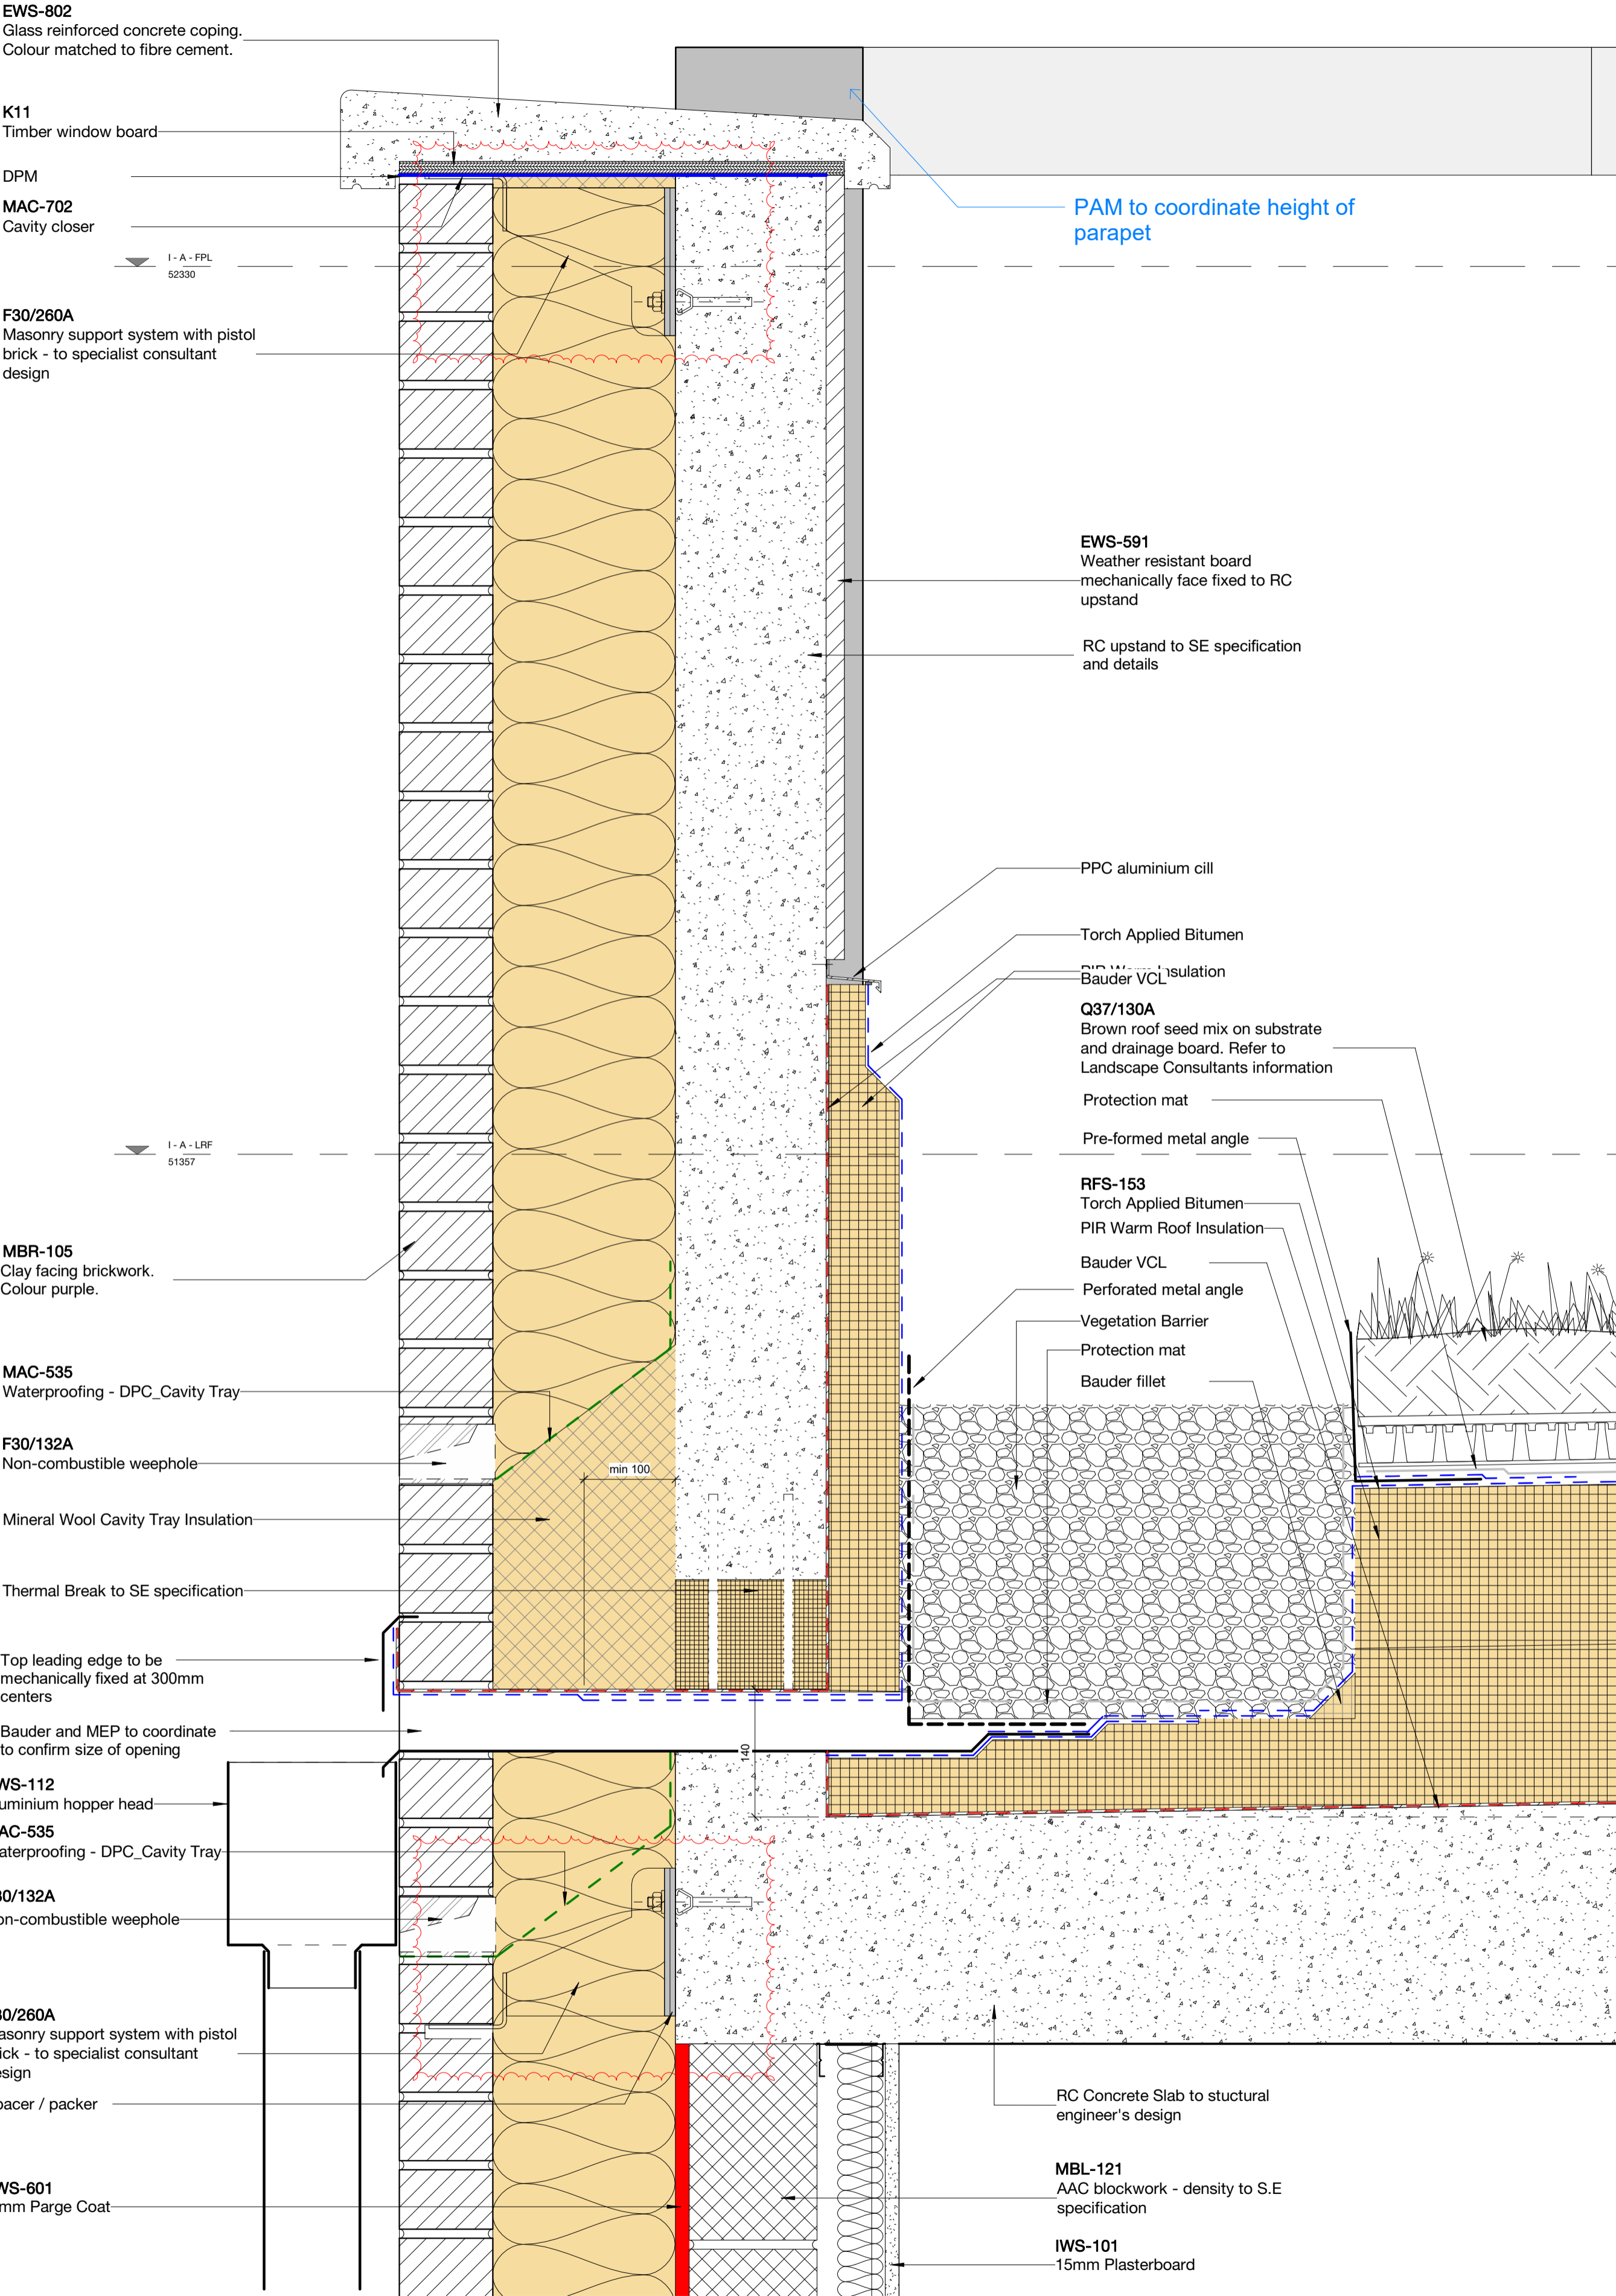 EWS-802
Glass reinforced concrete coping.
Colour matched to fibre cement.
K11
Timber window board
DPM
MAC-702
Cavity closer
I - A - FPL
52330
F30/260A
Masonry support system with pistol
brick - to specialist consultant
design
PAM to coordinate height of
parapet
EWS-591
Weather resistant board
mechanically face fixed to RC
upstand
RC upstand to SE specification
and details
PPC aluminium cill
Torch Applied Bitumen
PIR Warm Insulation
Bauder VCL
Q37/130A
Brown roof seed mix on substrate
and drainage board. Refer to
Landscape Consultants information
Protection mat
Pre-formed metal angle
I - A - LRF
51357
RFS-153
Torch Applied Bitumen
PIR Warm Roof Insulation
Bauder VCL
Perforated metal angle
Vegetation Barrier
Protection mat
Bauder fillet
MBR-105
Clay facing brickwork.
Colour purple.
MAC-535
Waterproofing - DPC_Cavity Tray
F30/132A
Non-combustible weephole
min 100
Mineral Wool Cavity Tray Insulation
Thermal Break to SE specification
Top leading edge to be
mechanically fixed at 300mm
centers
Bauder and MEP to coordinate
to confirm size of opening
140
WS-112
uminium hopper head
AC-535
aterproofing - DPC_Cavity Tray
30/132A
on-combustible weephole
30/260A
asonry support system with pistol
ick - to specialist consultant
esign
pacer / packer
WS-601
mm Parge Coat
RC Concrete Slab to stuctural
engineer's design
MBL-121
AAC blockwork - density to S.E
specification
IWS-101
15mm Plasterboard